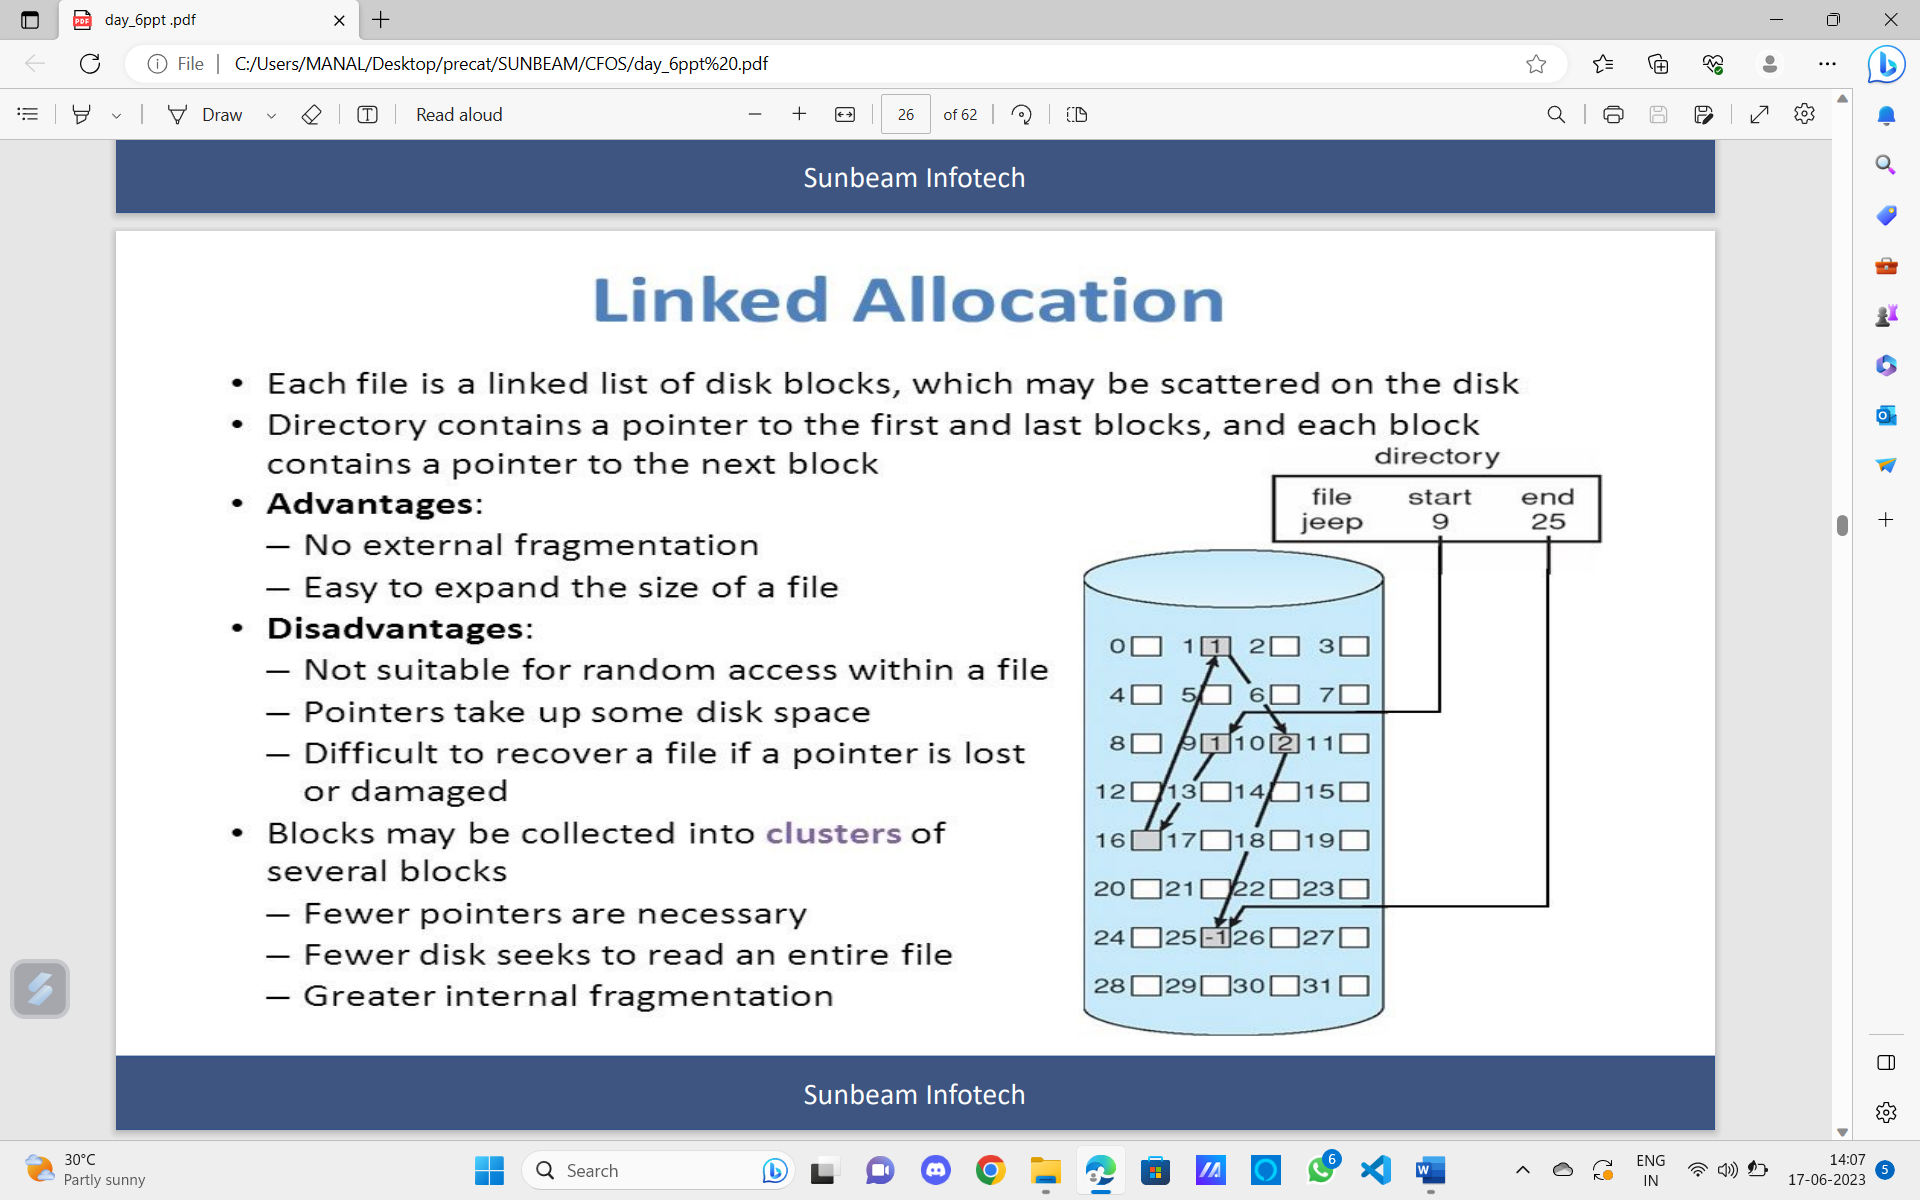 day_6ppt .pdf
File
C:/Users/MANAL/Desktop/precat/SUNBEAM/CFOS/day_6ppt%20.pdf
Draw
Read aloud
26 of 62
Sunbeam Infotech
Linked Allocation
• Each file is a linked list of disk blocks, which may be scattered on the disk
• Directory contains a pointer to the first and last blocks, and each block
contains a pointer to the next block
• Advantages:
– No external fragmentation
– Easy to expand the size of a file
• Disadvantages:
– Not suitable for random access within a file
– Pointers take up some disk space
– Difficult to recover a file if a pointer is lost
or damaged
• Blocks may be collected into clusters of
several blocks
– Fewer pointers are necessary
– Fewer disk seeks to read an entire file
– Greater internal fragmentation
directory
file start end
jeep 9 25
0 1 1 2 3
4 5 6 7
8 9 1 10 2 11
12 13 14 15
16 17 18 19
20 21 22 23
24 25 -1 26 27
28 29 30 31
Sunbeam Infotech
30°C
Partly sunny
Search
6
ENG
IN
14:07
17-06-2023
5